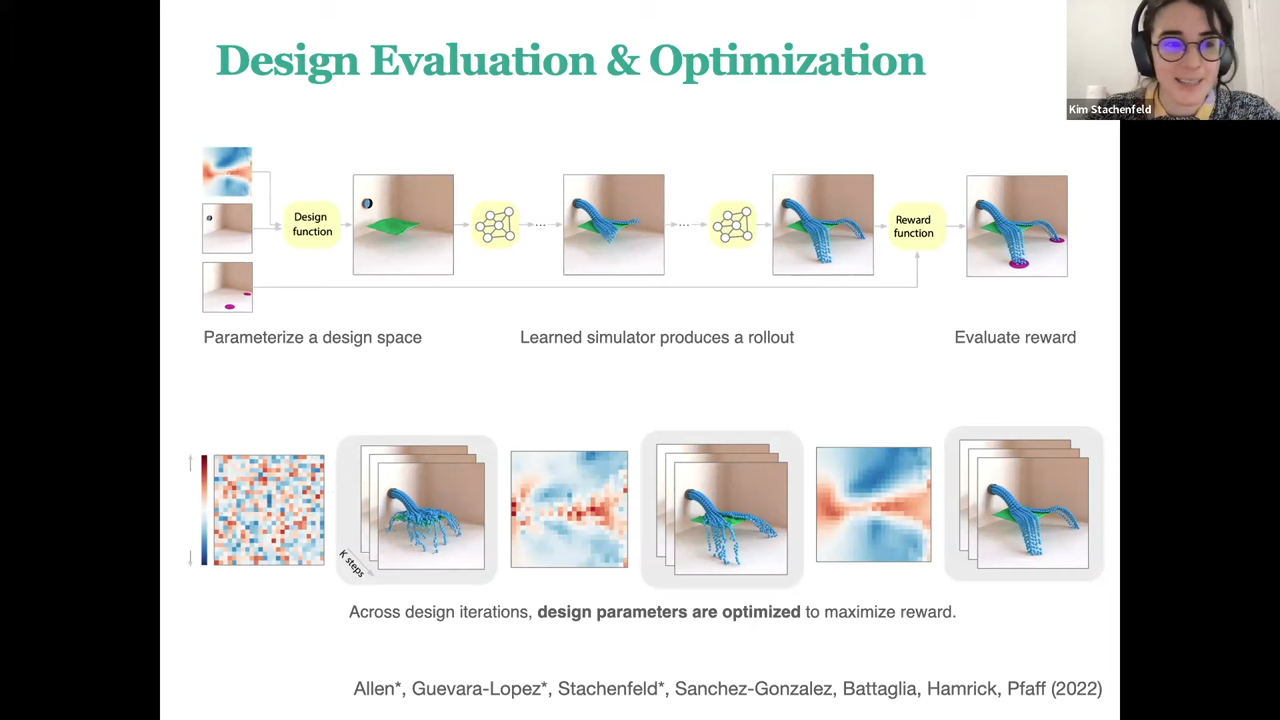 Design Evaluation & Optimization
Kim Stachenfeld
Design
function
...
...
Reward
function
Parameterize a design space
Learned simulator produces a rollout
Evaluate reward
K steps
Across design iterations, design parameters are optimized to maximize reward.
Allen*, Guevara-Lopez*, Stachenfeld*, Sanchez-Gonzalez, Battaglia, Hamrick, Pfaff (2022)